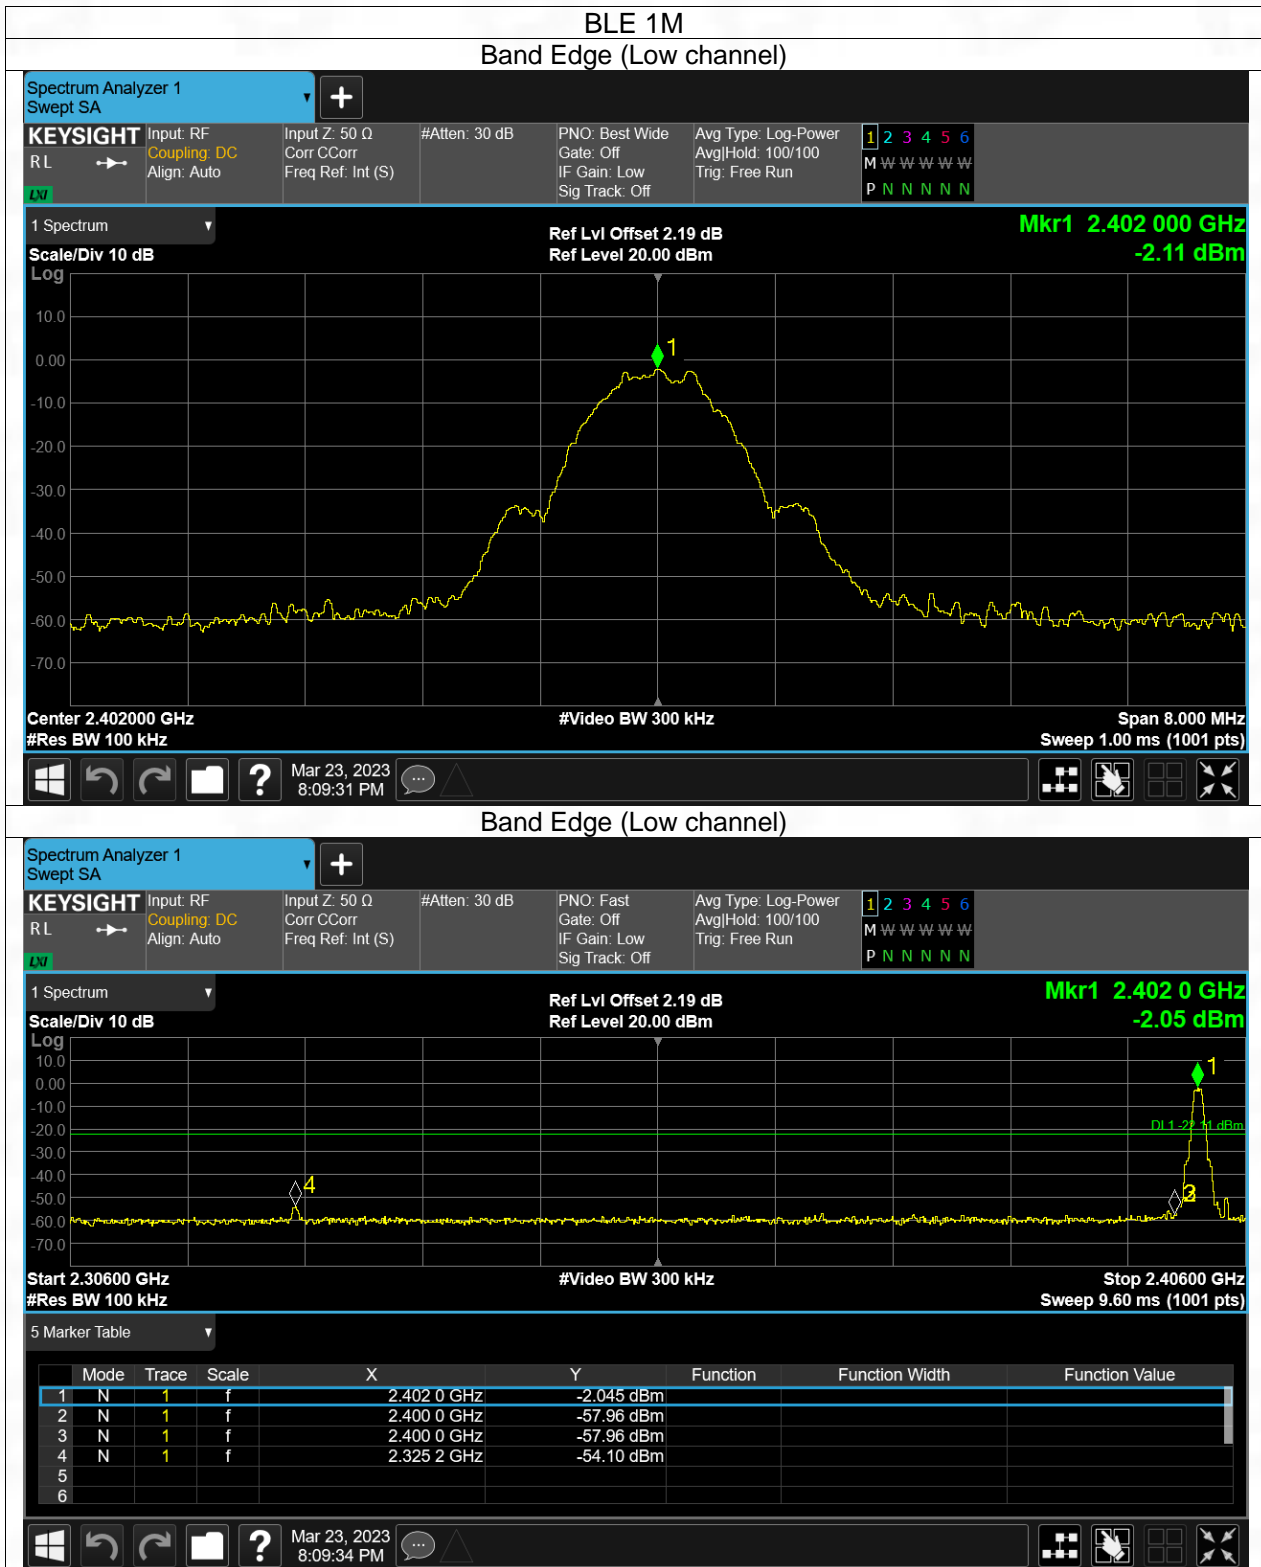 BLE 1M
Band Edge (Low channel)
Spectrum Analyzer 1
Swept SA
KEYSIGHT Input: RF Input Z: 50 Ω #Atten: 30 dB PNO: Best Wide Avg Type: Log-Power 1 2 3 4 5 6
RL Coupling: DC Corr CCorr Gate: Off Avg|Hold: 100/100 M W W W W W
Align: Auto Freq Ref: Int (S) IF Gain: Low Trig: Free Run
LXI Sig Track: Off P N N N N N
1 Spectrum Ref Lvl Offset 2.19 dB Mkr1 2.402 000 GHz
Scale/Div 10 dB Ref Level 20.00 dBm -2.11 dBm
Log
10.0
1
0.00
-10.0
-20.0
-30.0
-40.0
-50.0
-60.0
-70.0
Center 2.402000 GHz #Video BW 300 kHz Span 8.000 MHz
#Res BW 100 kHz Sweep 1.00 ms (1001 pts)
? Mar 23, 2023
8:09:31 PM
Band Edge (Low channel)
Spectrum Analyzer 1
Swept SA
KEYSIGHT Input: RF Input Z: 50 Ω #Atten: 30 dB PNO: Fast Avg Type: Log-Power 1 2 3 4 5 6
RL Coupling: DC Corr CCorr Gate: Off Avg|Hold: 100/100 M W W W W W
Align: Auto Freq Ref: Int (S) IF Gain: Low Trig: Free Run
LXI Sig Track: Off P N N N N N
1 Spectrum Ref Lvl Offset 2.19 dB Mkr1 2.402 0 GHz
Scale/Div 10 dB Ref Level 20.00 dBm -2.05 dBm
Log
10.0
1
0.00
-10.0
-20.0 DL1 -22.11 dBm
-30.0
-40.0
4
-50.0
-60.0
-70.0
Start 2.30600 GHz #Video BW 300 kHz Stop 2.40600 GHz
#Res BW 100 kHz Sweep 9.60 ms (1001 pts)
5 Marker Table
Mode Trace Scale X Y Function Function Width Function Value
1 N 1 f 2.402 0 GHz -2.045 dBm
2 N 1 f 2.400 0 GHz -57.96 dBm
3 N 1 f 2.400 0 GHz -57.96 dBm
4 N 1 f 2.325 2 GHz -54.10 dBm
5
6
? Mar 23, 2023
8:09:34 PM